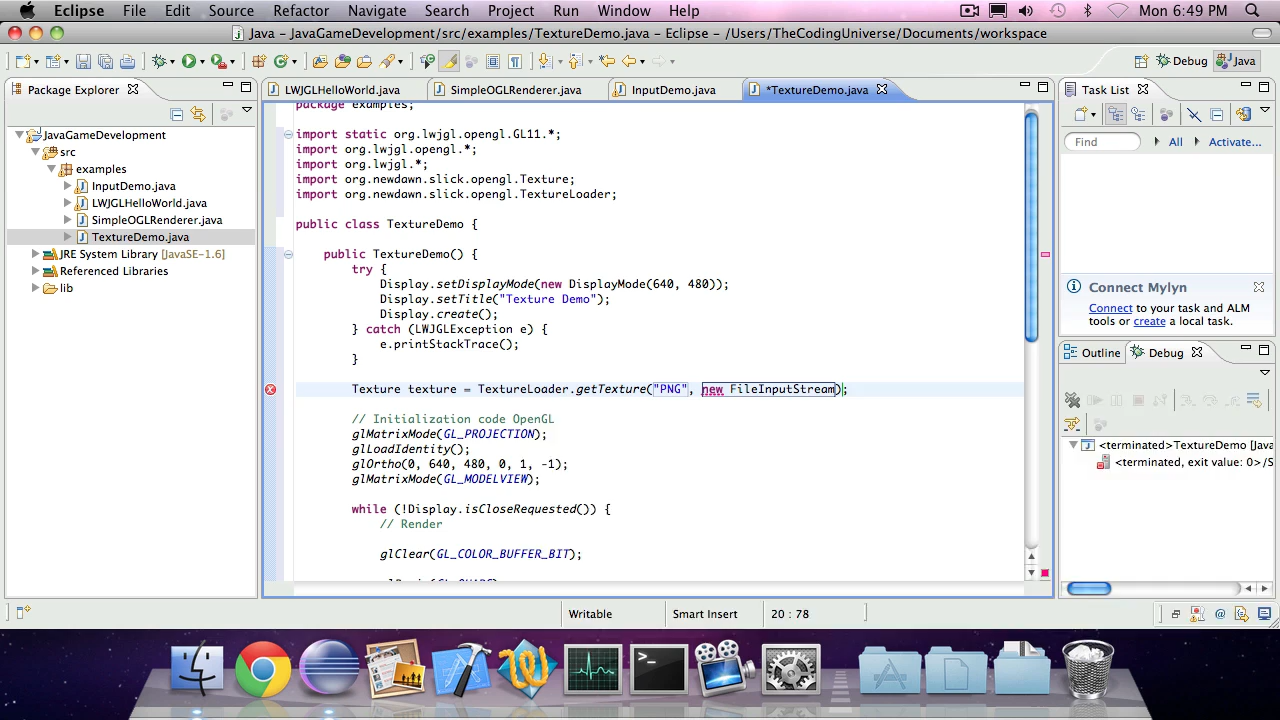 Eclipse File Edit Source Refactor Navigate Search Project Run Window Help Mon 6:49 PM
Java – JavaGameDevelopment/src/examples/TextureDemo.java – Eclipse – /Users/TheCodingUniverse/Documents/workspace
Debug Java
Package Explorer
JavaGameDevelopment
src
examples
InputDemo.java
LWJGLHelloWorld.java
SimpleOGLRenderer.java
TextureDemo.java
JRE System Library [JavaSE-1.6]
Referenced Libraries
lib
LWJGLHelloWorld.java SimpleOGLRenderer.java InputDemo.java *TextureDemo.java
package examples;
import static org.lwjgl.opengl.GL11.*;
import org.lwjgl.opengl.*;
import org.lwjgl.*;
import org.newdawn.slick.opengl.Texture;
import org.newdawn.slick.opengl.TextureLoader;
public class TextureDemo {
public TextureDemo() {
try {
Display.setDisplayMode(new DisplayMode(640, 480));
Display.setTitle("Texture Demo");
Display.create();
} catch (LWJGLException e) {
e.printStackTrace();
}
Texture texture = TextureLoader.getTexture("PNG", new FileInputStream);
// Initialization code OpenGL
glMatrixMode(GL_PROJECTION);
glLoadIdentity();
glOrtho(0, 640, 480, 0, 1, -1);
glMatrixMode(GL_MODELVIEW);
while (!Display.isCloseRequested()) {
// Render
glClear(GL_COLOR_BUFFER_BIT);
Task List
Find All Activate...
Connect Mylyn
Connect to your task and ALM
tools or create a local task.
Outline Debug
<terminated>TextureDemo [Java
<terminated, exit value: 0>/S
Writable Smart Insert 20 : 78